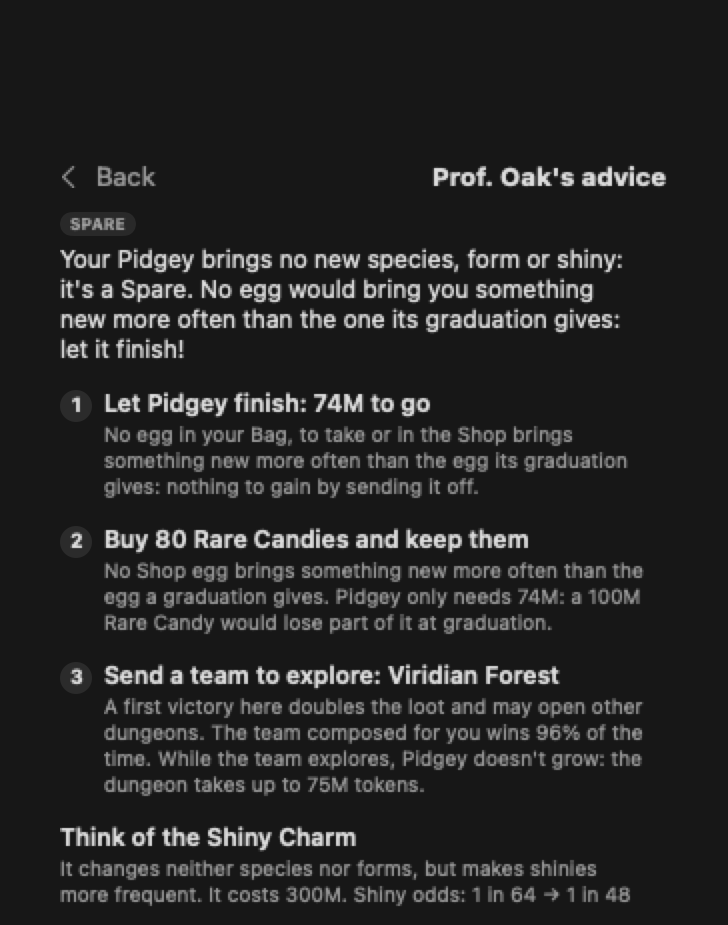 Back
Prof. Oak's advice
SPARE
Your Pidgey brings no new species, form or shiny:
it's a Spare. No egg would bring you something
new more often than the one its graduation gives:
let it finish!
1 Let Pidgey finish: 74M to go
No egg in your Bag, to take or in the Shop brings
something new more often than the egg its graduation
gives: nothing to gain by sending it off.
2 Buy 80 Rare Candies and keep them
No Shop egg brings something new more often than the
egg a graduation gives. Pidgey only needs 74M: a 100M
Rare Candy would lose part of it at graduation.
3 Send a team to explore: Viridian Forest
A first victory here doubles the loot and may open other
dungeons. The team composed for you wins 96% of the
time. While the team explores, Pidgey doesn't grow: the
dungeon takes up to 75M tokens.
Think of the Shiny Charm
It changes neither species nor forms, but makes shinies
more frequent. It costs 300M. Shiny odds: 1 in 64 → 1 in 48